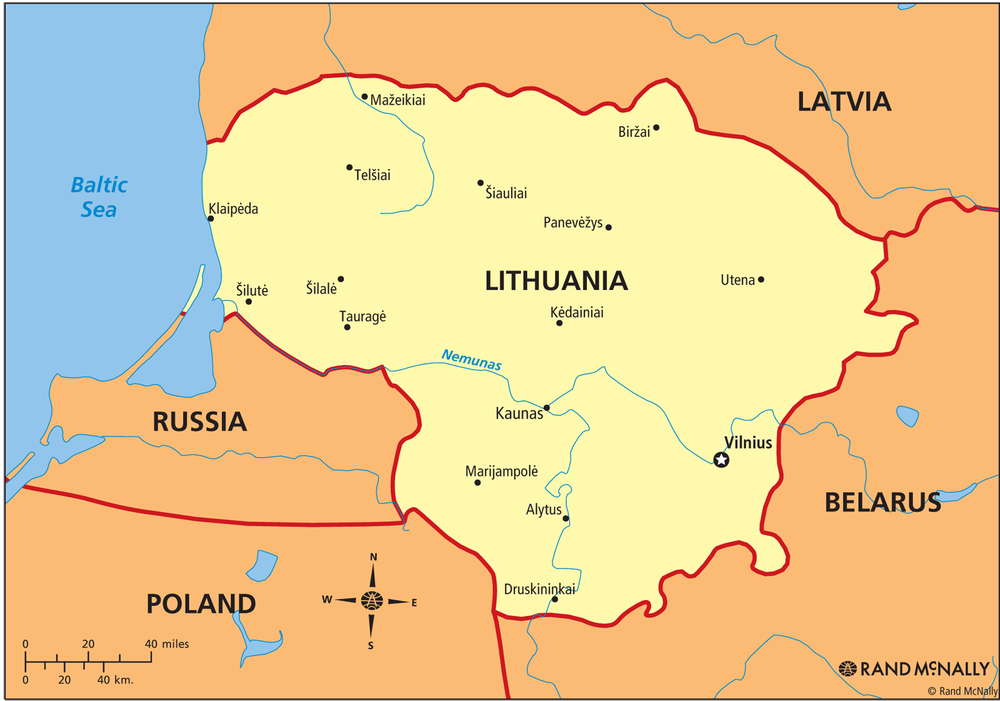 Mažeikiai
LATVIA
Biržai
Telšiai
Baltic
Sea
Šiauliai
Klaipėda
Panevėžys
LITHUANIA
Utena
Šilutė
Šilalė
Kėdainiai
Tauragė
Nemunas
Kaunas
RUSSIA
Vilnius
Marijampolė
BELARUS
Alytus
N
Druskininkai
W
E
POLAND
S
0 20 40 miles
0 20 40 km.
RAND McNALLY
© Rand McNally